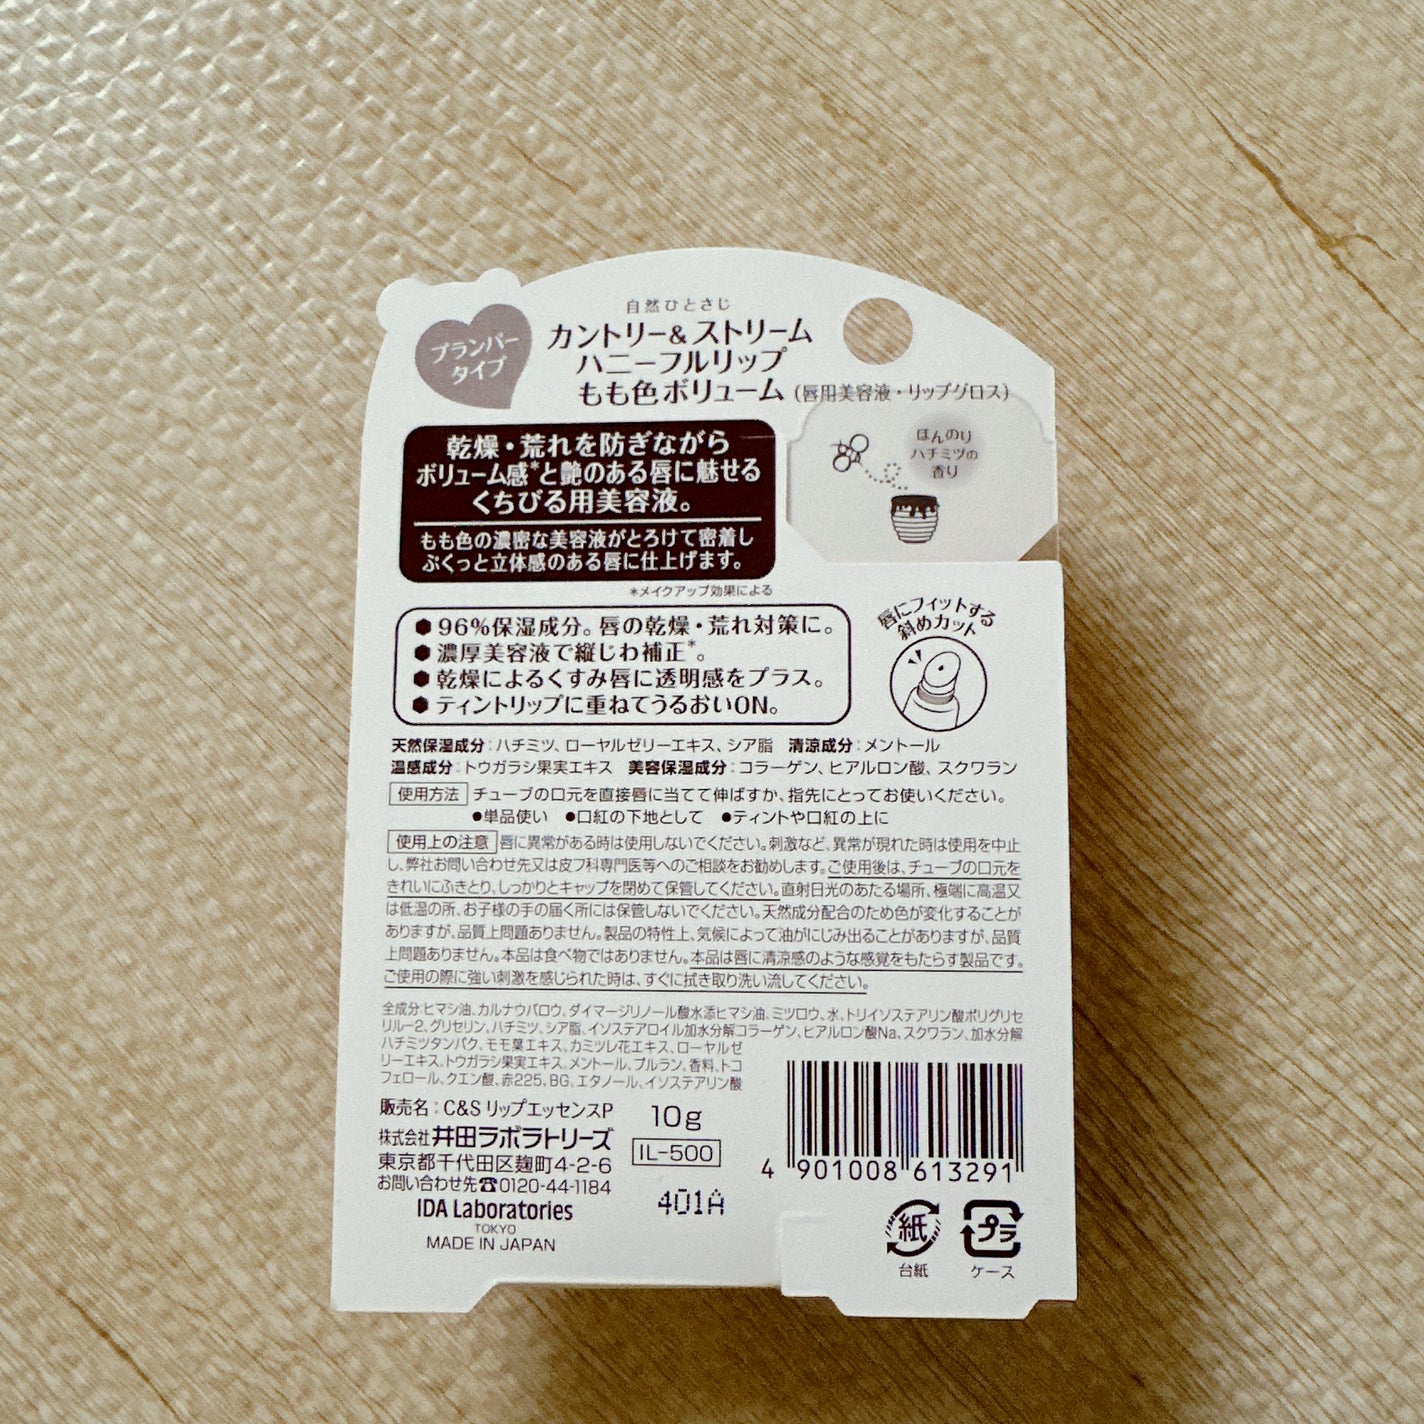 プランパー
タイプ
自然ひとさじ
カントリー&ストリーム
ハニーフルリップ
もも色ボリューム(唇用美容液・リップグロス)
乾燥・荒れを防ぎながら
ボリューム感*と艶のある唇に魅せる
くちびる用美容液。
もも色の濃密な美容液がとろけて密着し
ぷくっと立体感のある唇に仕上げます。
*メイクアップ効果による
ほんのり
ハチミツの
香り
●96%保湿成分。唇の乾燥・荒れ対策に。
●濃厚美容液で縦じわ補正*。
●乾燥によるくすみ唇に透明感をプラス。
●ティントリップに重ねてうるおいON。
唇にフィットする
斜めカット
天然保湿成分:ハチミツ、ローヤルゼリーエキス、シア脂 清涼成分:メントール
温感成分:トウガラシ果実エキス 美容保湿成分:コラーゲン、ヒアルロン酸、スクワラン
使用方法 チューブの口元を直接唇に当てて伸ばすか、指先にとってお使いください。
●単品使い ●口紅の下地として ●ティントや口紅の上に
使用上の注意 唇に異常がある時は使用しないでください。刺激など、異常が現れた時は使用を中止
し、弊社お問い合わせ先又は皮フ科専門医等へのご相談をお勧めします。ご使用後は、チューブの口元を
きれいにふきとり、しっかりとキャップを閉めて保管してください。直射日光のあたる場所、極端に高温又
は低温の所、お子様の手の届く所には保管しないでください。天然成分配合のため色が変化することが
ありますが、品質上問題ありません。製品の特性上、気候によって油がにじみ出ることがありますが、品質
上問題ありません。本品は食べ物ではありません。本品は唇に清涼感のような感覚をもたらす製品です。
ご使用の際に強い刺激を感じられた時は、すぐに拭き取り洗い流してください。
全成分:ヒマシ油、カルナウバロウ、ダイマージリノール酸水添ヒマシ油、ミツロウ、水、トリイソステアリン酸ポリグリセ
リル-2、グリセリン、ハチミツ、シア脂、イソステアロイル加水分解コラーゲン、ヒアルロン酸Na、スクワラン、加水分解
ハチミツタンパク、モモ葉エキス、カミツレ花エキス、ローヤルゼ
リーエキス、トウガラシ果実エキス、メントール、プルラン、香料、トコ
フェロール、クエン酸、赤225、BG、エタノール、イソステアリン酸
販売名:C&S リップエッセンスP
株式会社 井田ラボラトリーズ
東京都千代田区麹町4-2-6
お問い合わせ先☎0120-44-1184
IDA Laboratories
TOKYO
MADE IN JAPAN
10g
IL-500
401A
4 901008 613291
紙
台紙
プラ
ケース